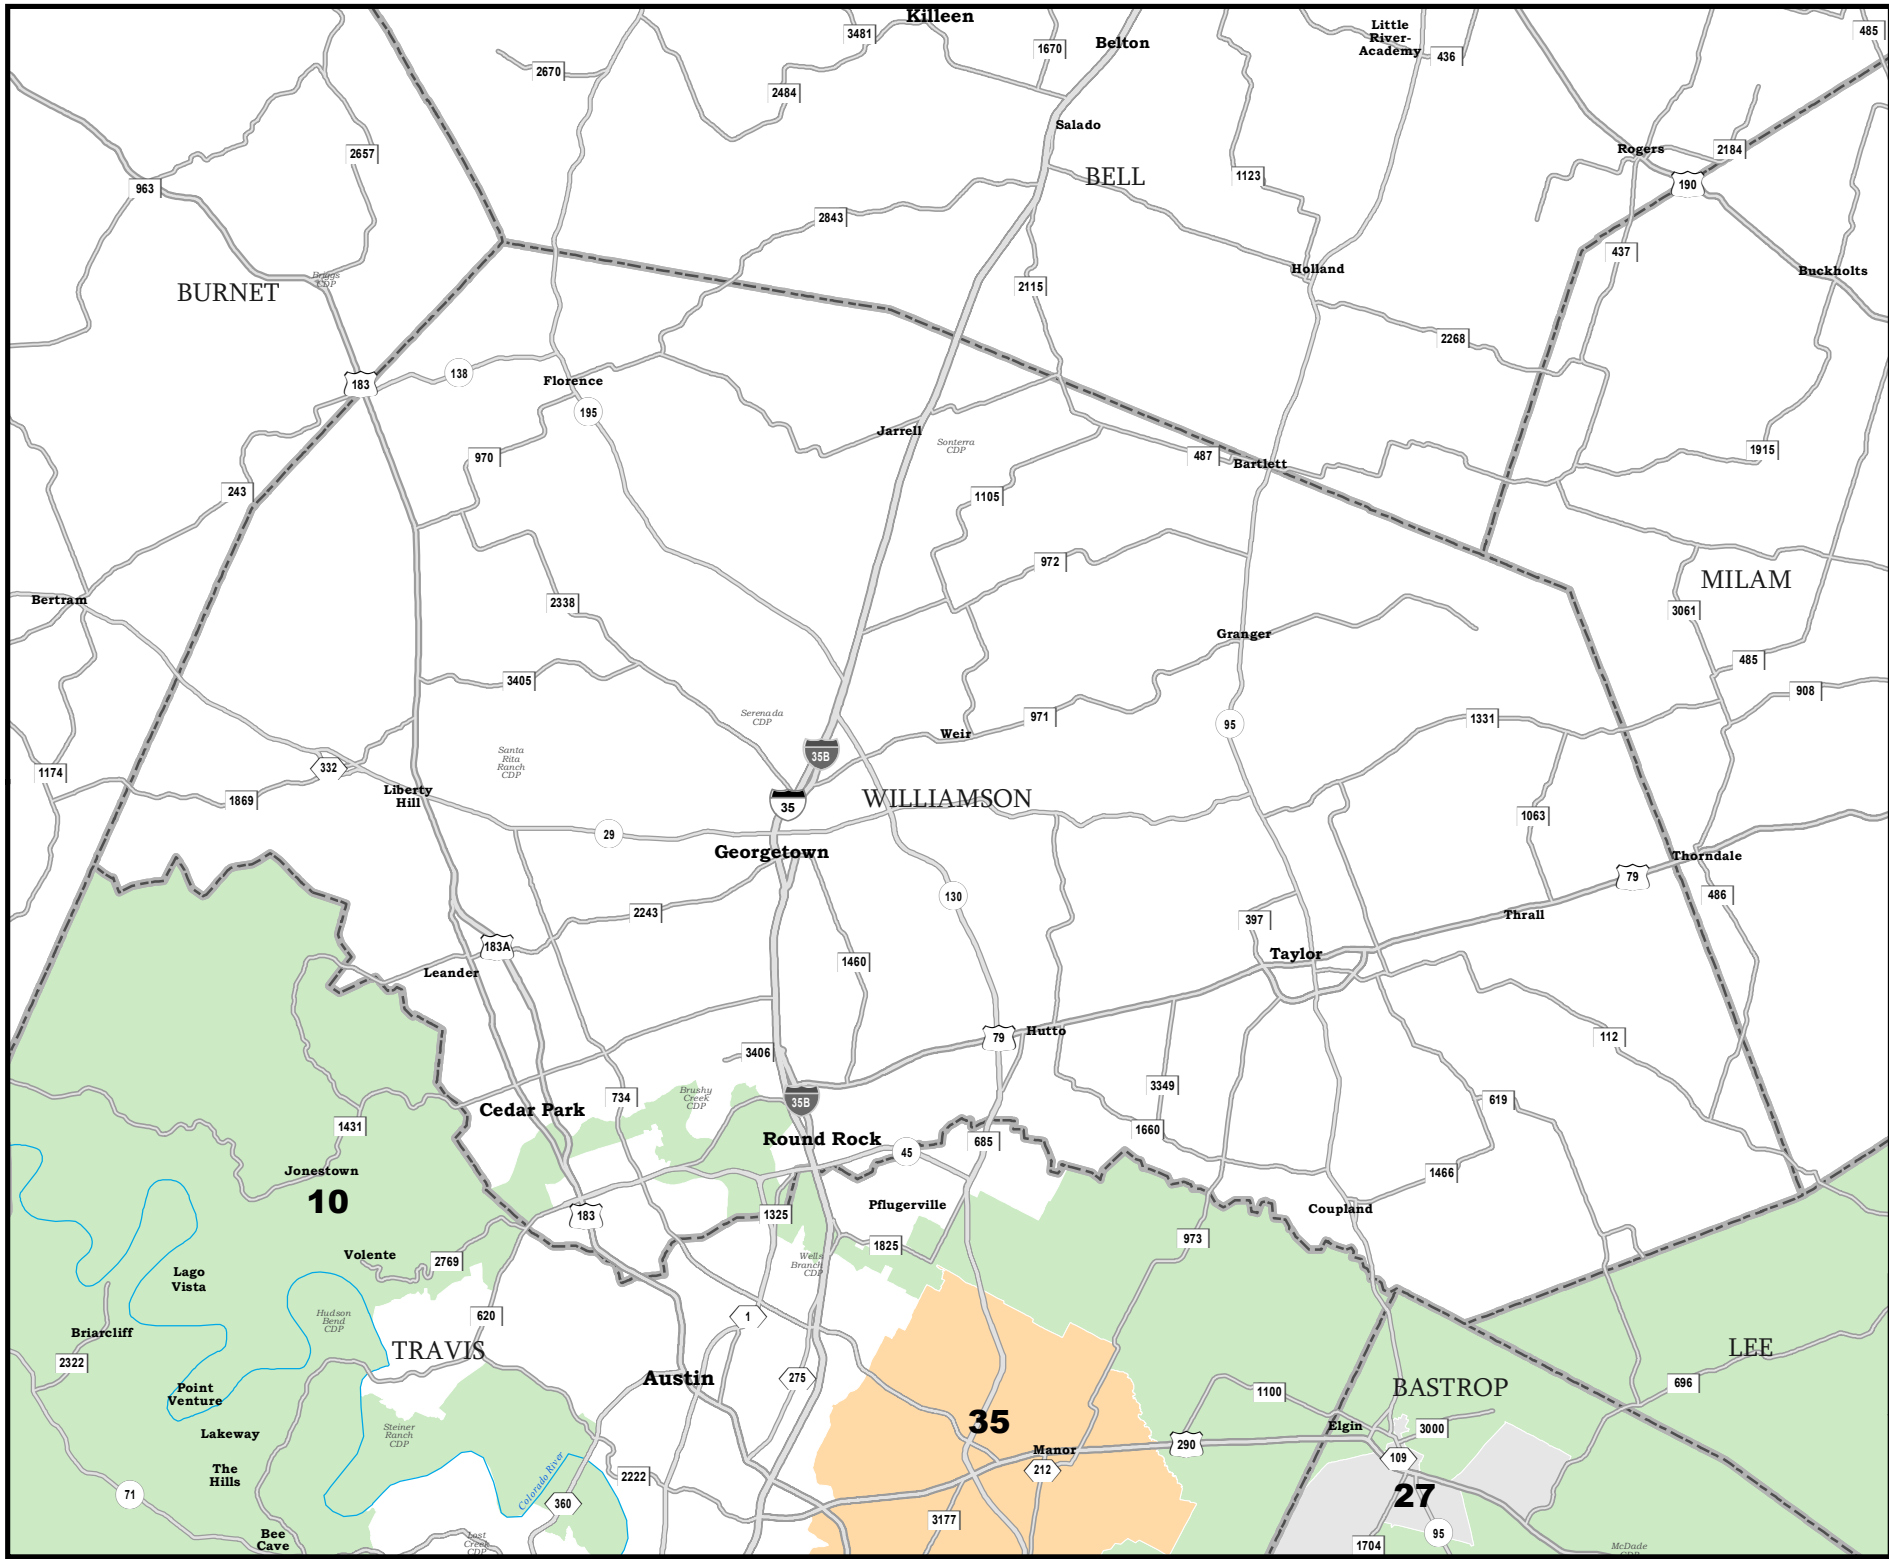 Killeen
Little
River-
Academy
485
3481
1670
Belton
436
2670
2484
Salado
2657
Rogers
2184
963
BELL
1123
190
2843
437
Holland
Buckholts
Briggs
CDP
BURNET
2115
2268
138
Florence
183
195
Jarrell
Sonterra
CDP
970
487
Bartlett
1915
243
1105
972
MILAM
Bertram
2338
3061
Granger
485
3405
908
Serenada
CDP
971
1331
95
Weir
Santa
Rita
Ranch
CDP
35B
332
1174
Liberty
Hill
1869
35
WILLIAMSON
1063
29
Georgetown
Thorndale
79
130
486
2243
397
Thrall
183A
Taylor
Leander
1460
Hutto
79
112
3406
Brushy
Creek
CDP
734
35B
3349
619
Cedar Park
1431
Round Rock
685
1660
45
Jonestown
1466
10
Pflugerville
Coupland
183
1325
973
1825
Volente
2769
Wells
Branch
CDP
Lago
Vista
Hudson
Bend
CDP
620
1
Briarcliff
TRAVIS
LEE
2322
Austin
275
696
Point
Venture
1100
BASTROP
35
Elgin
3000
Steiner
Ranch
CDP
Lakeway
Manor
290
109
The
Hills
212
2222
Colorado River
71
360
27
3177
95
Bee
Cave
Lost
Creek
CDP
1704
McDade
CDP